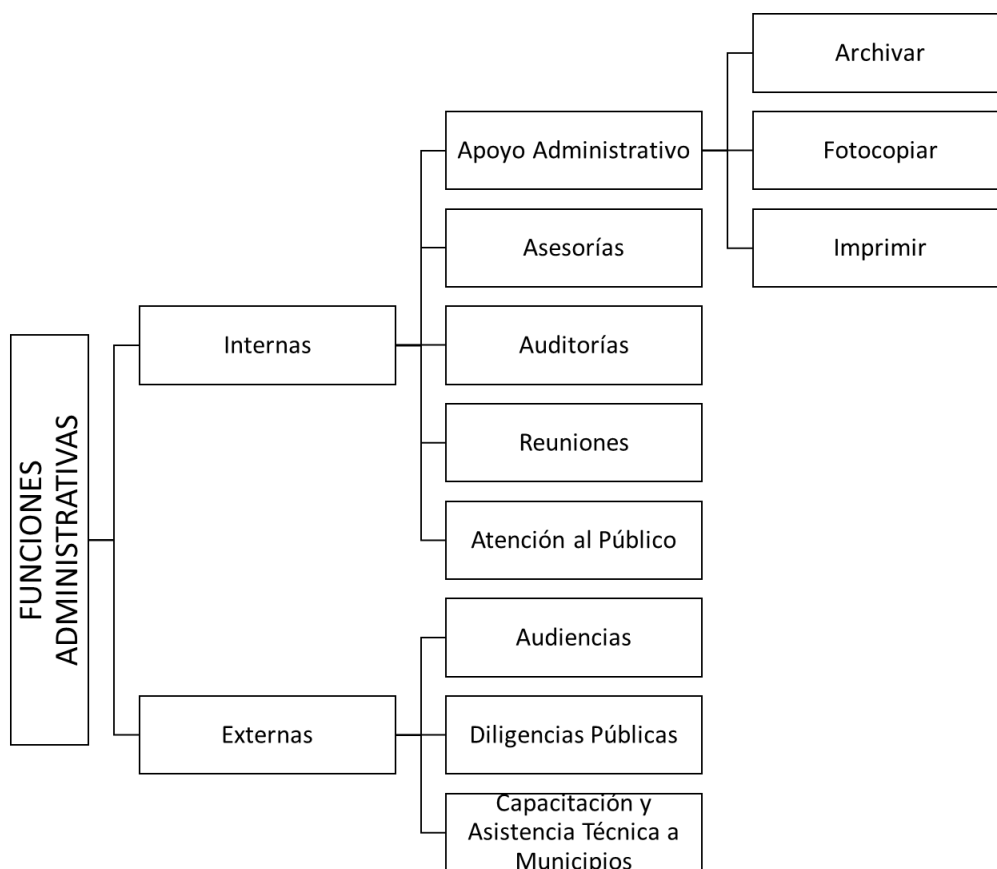 FUNCIONES
ADMINISTRATIVAS
Internas
Apoyo Administrativo
Archivar
Fotocopiar
Imprimir
Asesorías
Auditorías
Reuniones
Atención al Público
Externas
Audiencias
Diligencias Públicas
Capacitación y
Asistencia Técnica a
Municipios